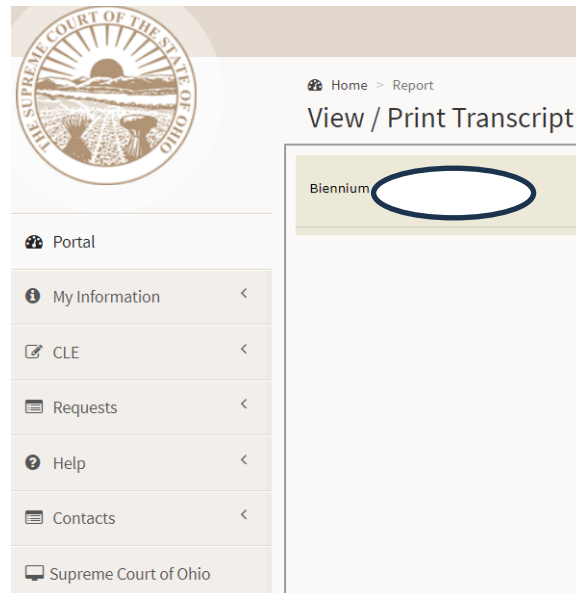 THE SUPREME COURT OF THE STATE OF OHIO
Home > Report
View / Print Transcript
Biennium
Portal
My Information
CLE
Requests
Help
Contacts
Supreme Court of Ohio